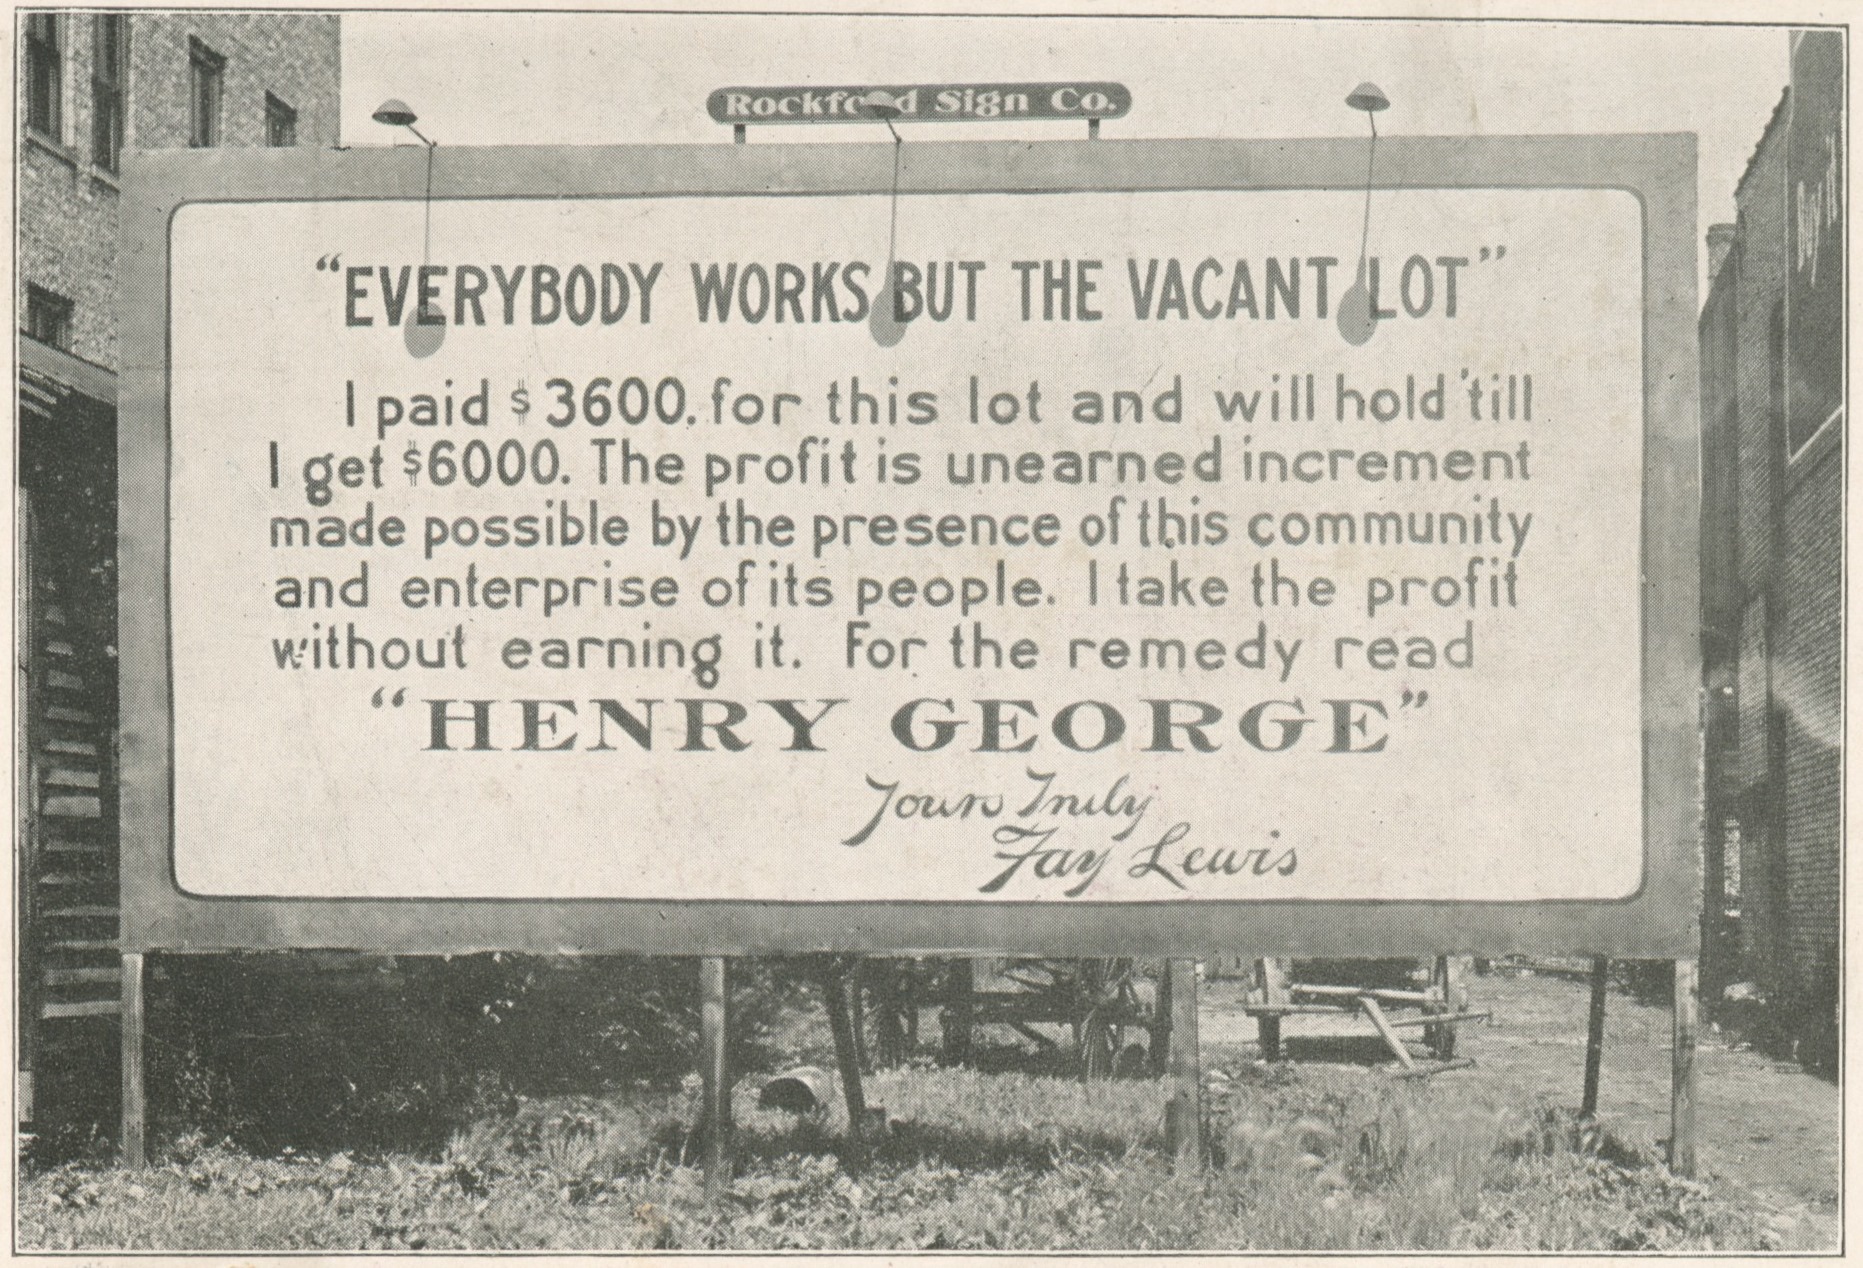 Rockford Sign Co.
"EVERYBODY WORKS BUT THE VACANT LOT"
I paid $3600. for this lot and will hold 'till
I get $6000. The profit is unearned increment
made possible by the presence of this community
and enterprise of its people. I take the profit
without earning it. For the remedy read
"HENRY GEORGE"
Yours Truly
Fay Lewis